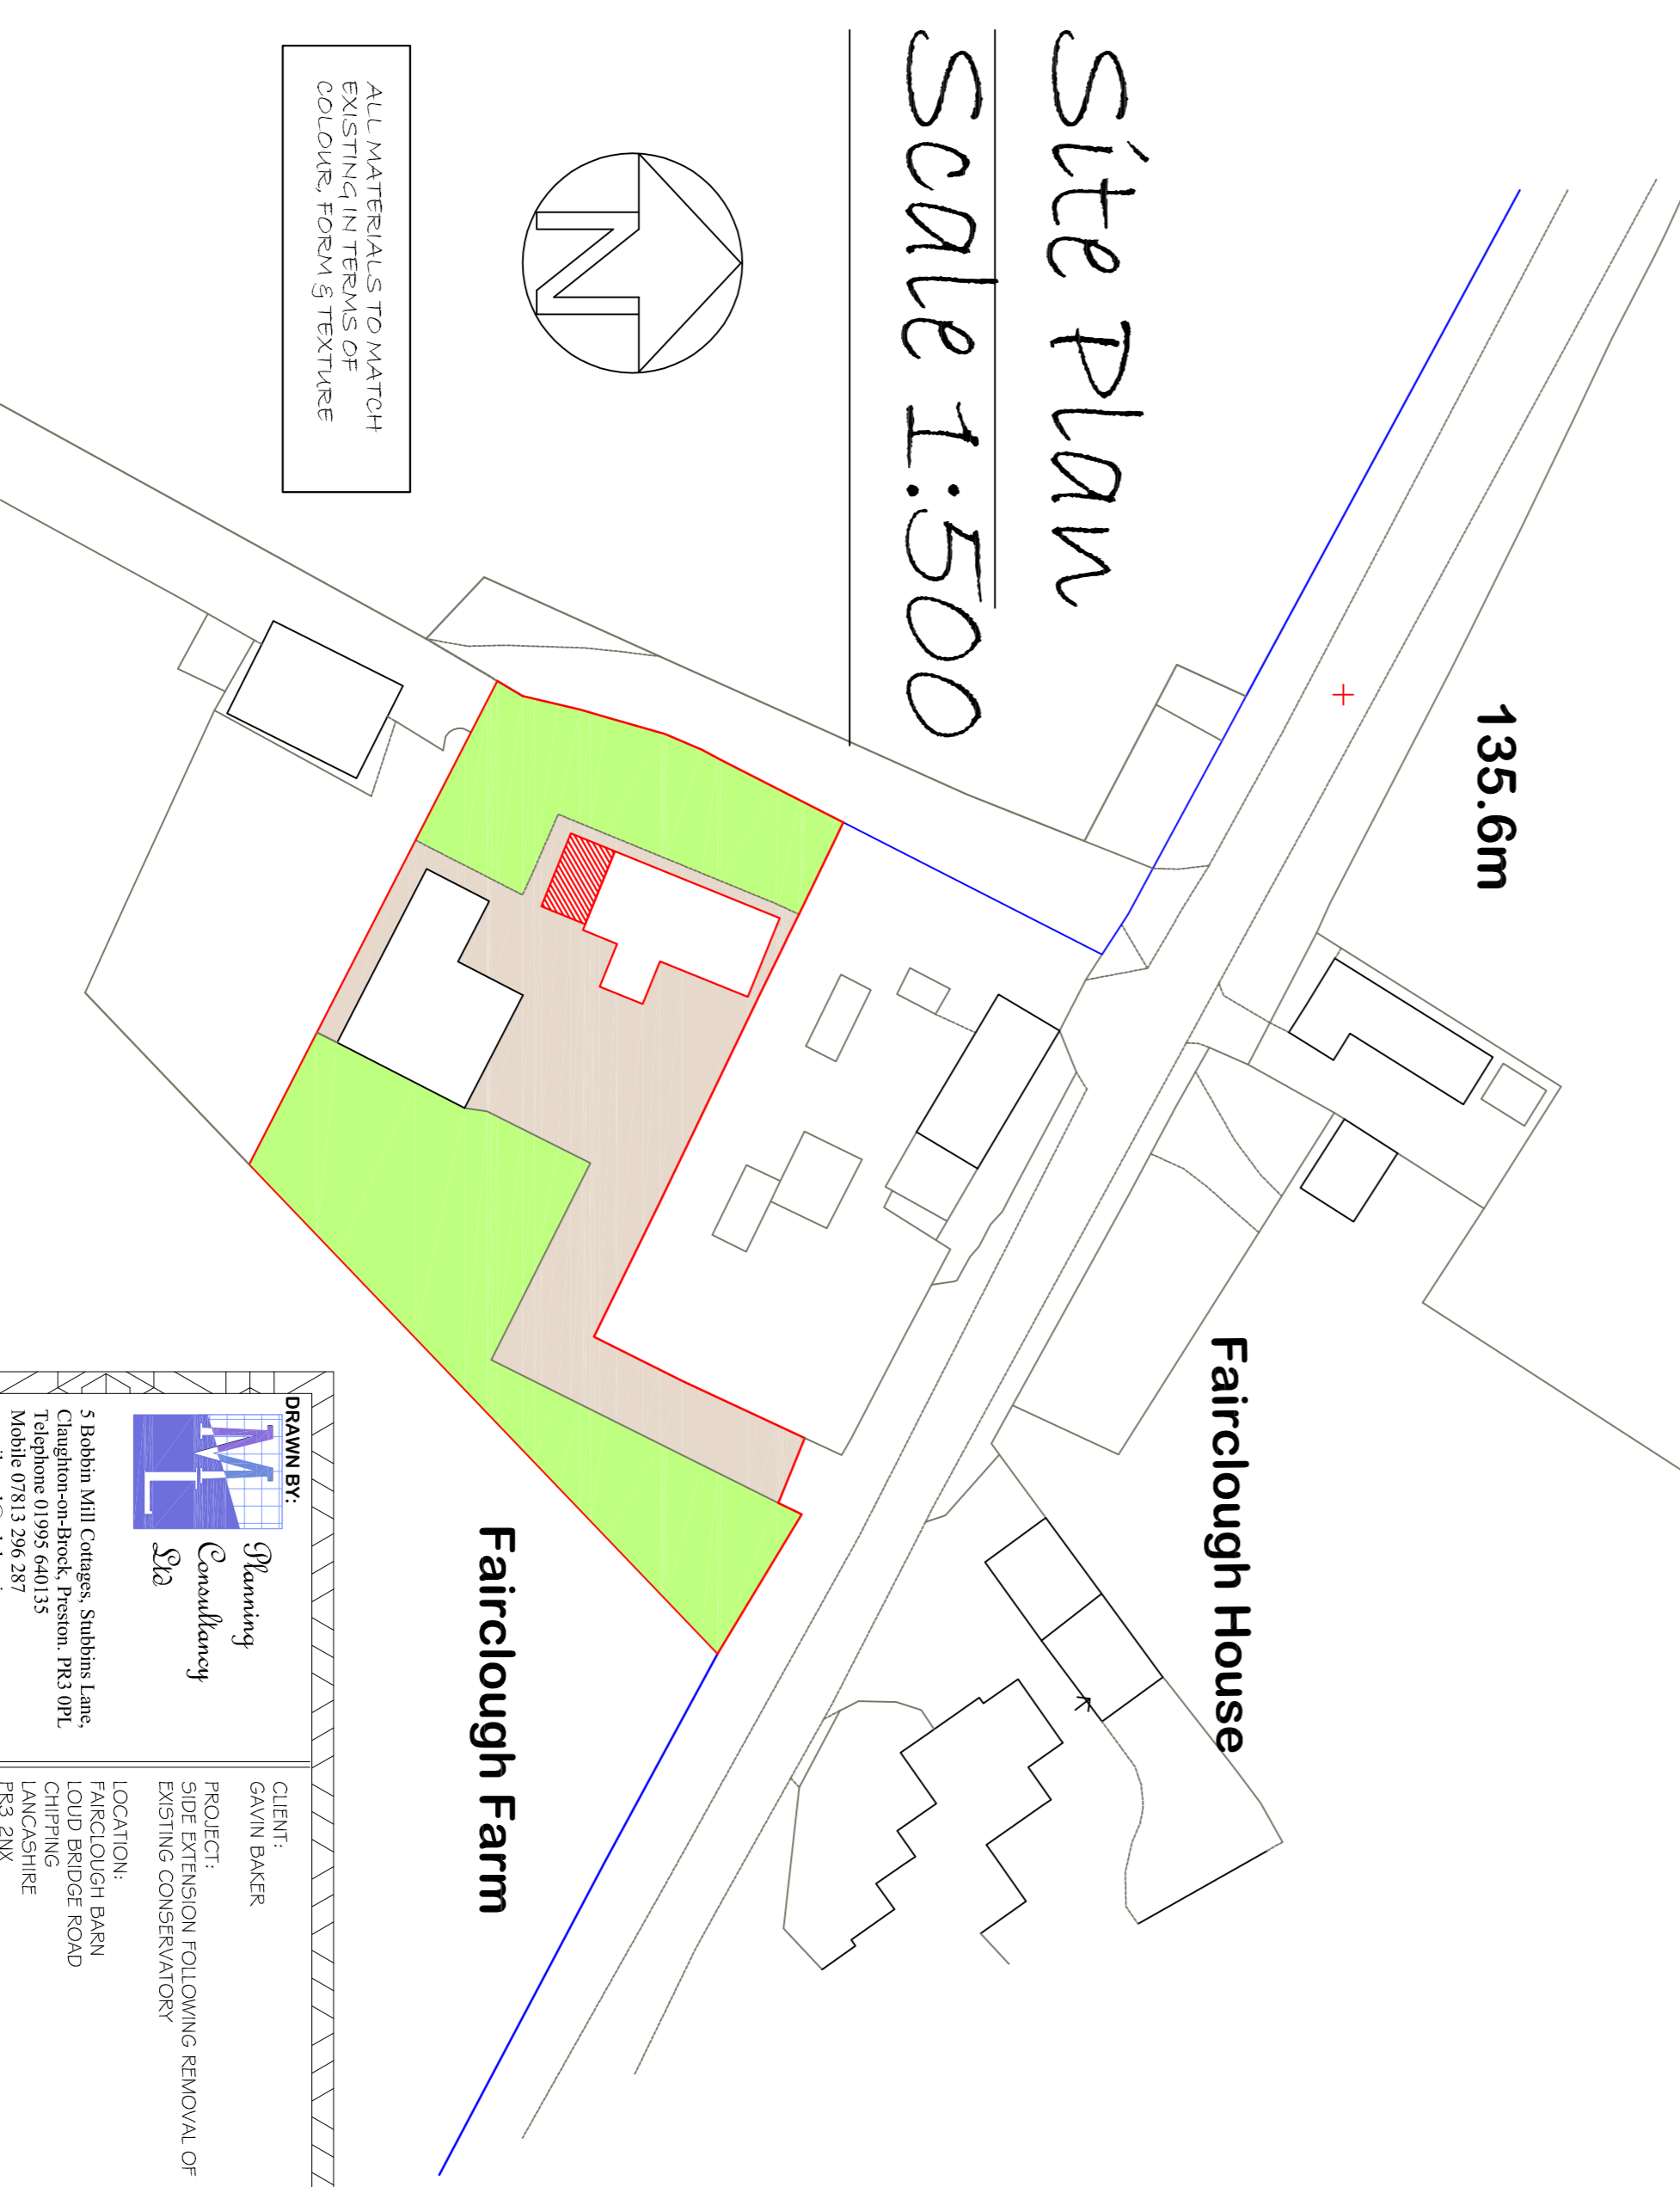 Site Plan
Scale 1:500
135.6m
N
ALL MATERIALS TO MATCH
EXISTING IN TERMS OF
COLOUR, FORM & TEXTURE
Fairclough House
Fairclough Farm
DRAWN BY:
ML
Planning
Consultancy
Ltd
5 Bobbin Mill Cottages, Stubbins Lane,
Claughton-on-Brock, Preston. PR3 0PL
Telephone 01995 640135
Mobile 07813 296 287
CLIENT:
GAVIN BAKER
PROJECT:
SIDE EXTENSION FOLLOWING REMOVAL OF
EXISTING CONSERVATORY
LOCATION:
FAIRCLOUGH BARN
LOUD BRIDGE ROAD
CHIPPING
LANCASHIRE
PR3 2NX